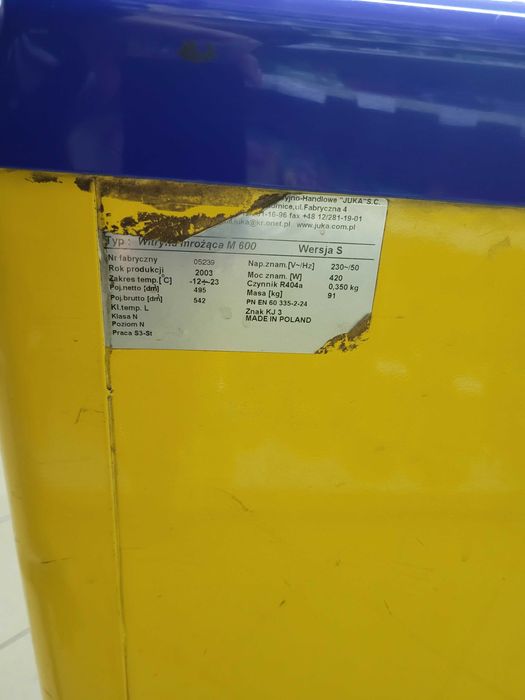 yjno-Handlowe "JUKA"S.C.
ul.Fabryczna 4
1-16-96 fax +48 12/281-19-01
juka@kr.onet.pl www.juka.com.pl
Typ : Witryna mrożąca M 600 Wersja S
Nr fabryczny 05239 Nap.znam.[V~/Hz] 230~/50
Rok produkcji 2003 Moc znam. [W] 420
Zakres temp.[°C] -12÷-23 Czynnik R404a 0,350 kg
Poj.netto [dm] 495 Masa [kg] 91
Poj.brutto [dm] 542 PN EN 60 335-2-24
Kl.temp. L Znak KJ 3
Klasa N MADE IN POLAND
Poziom N
Praca S3-St